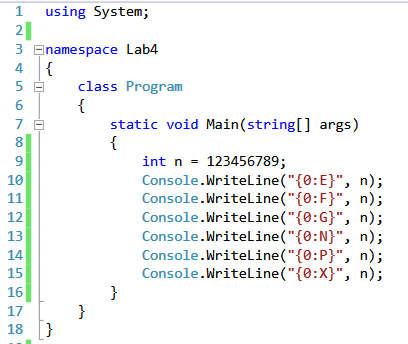 1 using System;
2
3 namespace Lab4
4 {
5     class Program
6     {
7         static void Main(string[] args)
8         {
9             int n = 123456789;
10             Console.WriteLine("{0:E}", n);
11             Console.WriteLine("{0:F}", n);
12             Console.WriteLine("{0:G}", n);
13             Console.WriteLine("{0:N}", n);
14             Console.WriteLine("{0:P}", n);
15             Console.WriteLine("{0:X}", n);
16         }
17     }
18 }